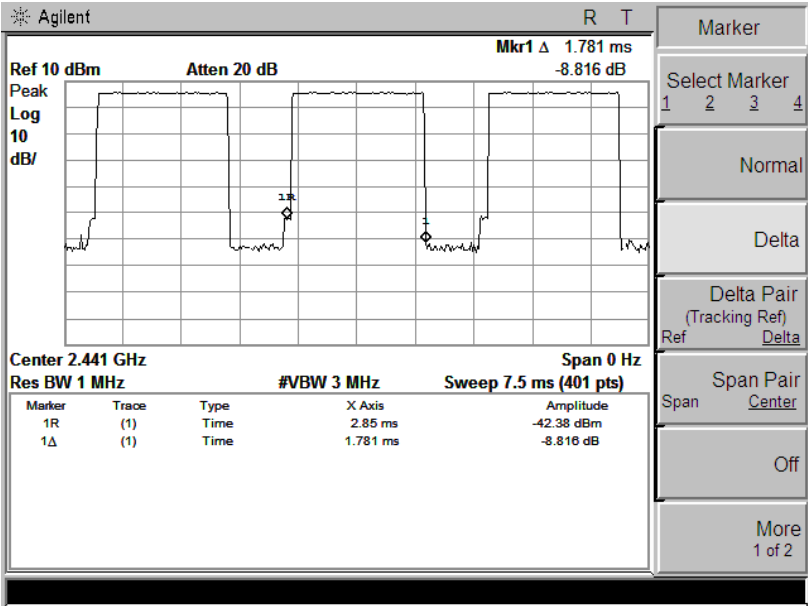 Agilent R T
Mkr1 Δ 1.781 ms
Ref 10 dBm Atten 20 dB -8.816 dB
Peak
Log
10
dB/
1R
1
Center 2.441 GHz Span 0 Hz
Res BW 1 MHz #VBW 3 MHz Sweep 7.5 ms (401 pts)
Marker Trace Type X Axis Amplitude
1R (1) Time 2.85 ms -42.38 dBm
1Δ (1) Time 1.781 ms -8.816 dB
Marker
Select Marker
1 2 3 4
Normal
Delta
Delta Pair
(Tracking Ref)
Ref Delta
Span Pair
Span Center
Off
More
1 of 2